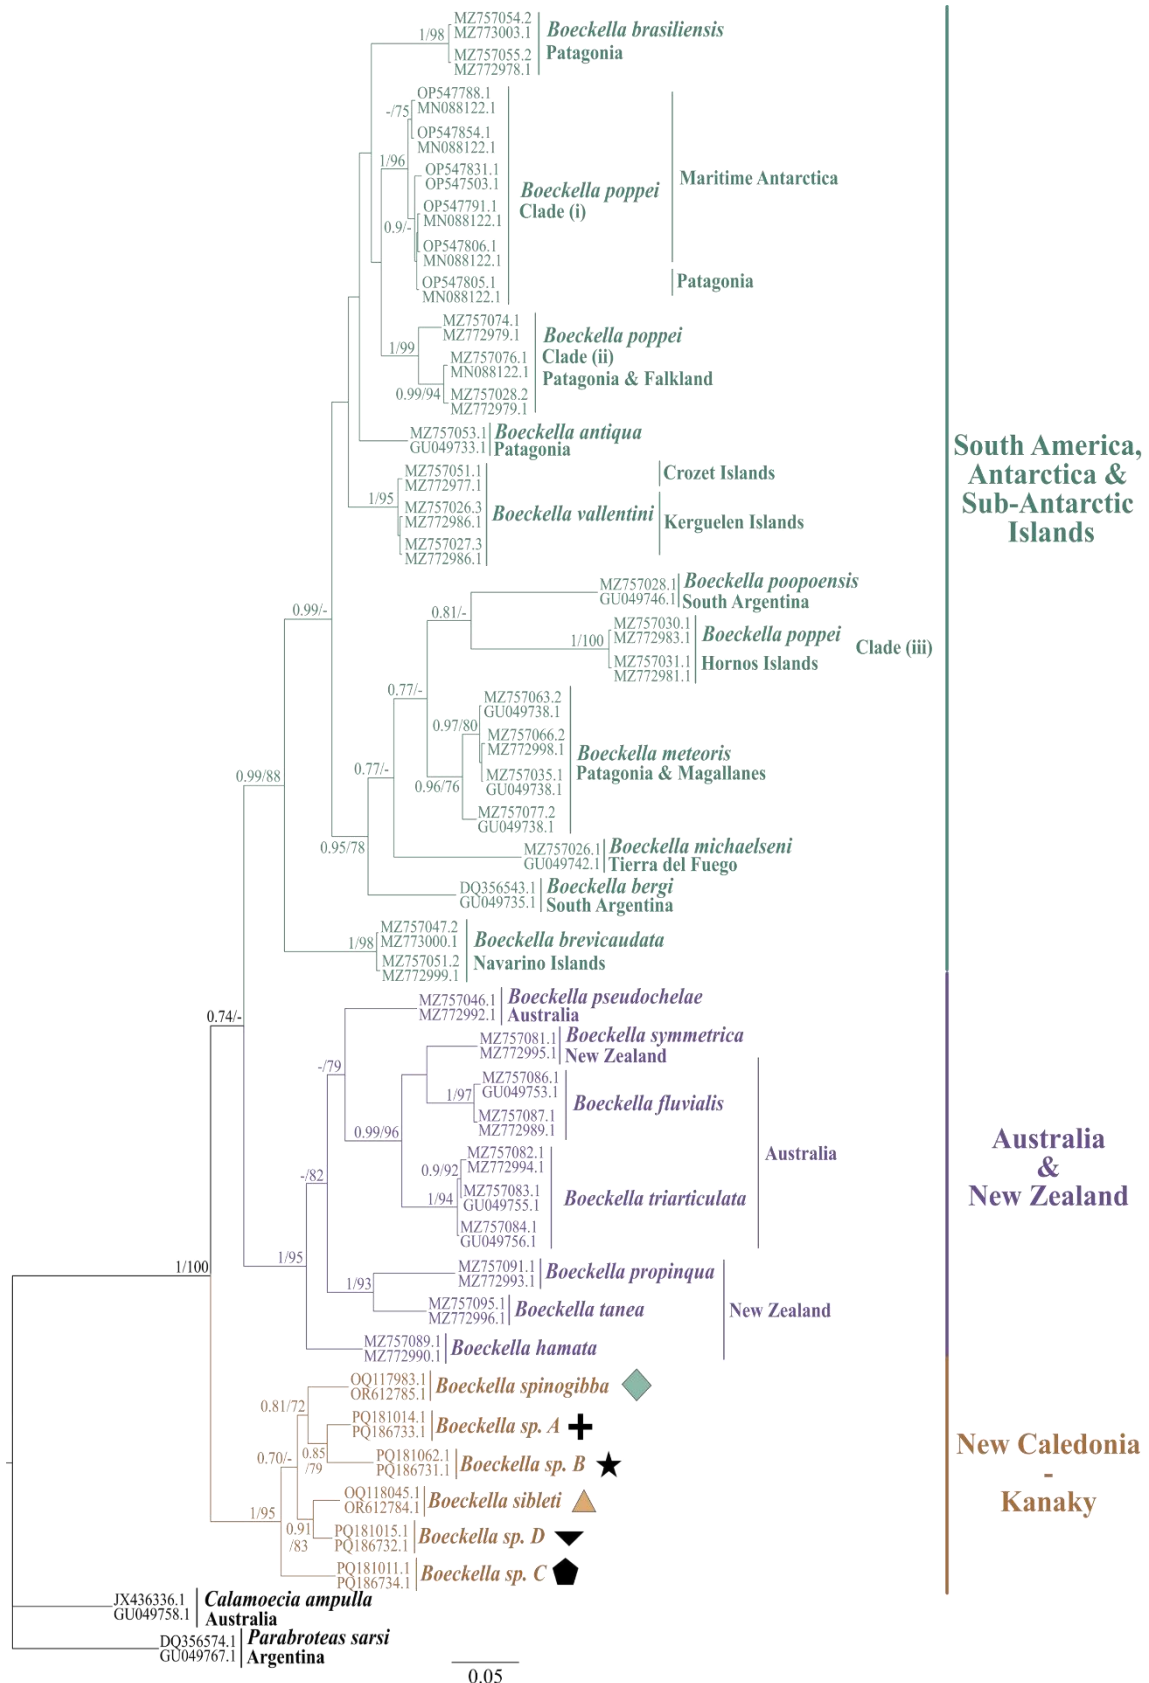 MZ757054.2
MZ773003.1
1/98
Boeckella brasiliensis
MZ757055.2
MZ772978.1
Patagonia
OP547788.1
MN088122.1
-/75
OP547854.1
MN088122.1
1/96
OP547831.1
OP547503.1
Boeckella poppei
Clade (i)
Maritime Antarctica
OP547791.1
MN088122.1
0.9/-
OP547806.1
MN088122.1
OP547805.1
MN088122.1
Patagonia
MZ757074.1
MZ772979.1
Boeckella poppei
1/99
Clade (ii)
MZ757076.1
MN088122.1
Patagonia & Falkland
0.99/94
MZ757028.2
MZ772979.1
MZ757053.1
GU049733.1
Boeckella antiqua
Patagonia
MZ757051.1
MZ772977.1
Crozet Islands
1/95
MZ757026.3
MZ772986.1
Boeckella vallentini
Kerguelen Islands
MZ757027.3
MZ772986.1
South America,
Antarctica &
Sub-Antarctic
Islands
MZ757028.1
GU049746.1
Boeckella poopoensis
South Argentina
0.99/-
0.81/-
MZ757030.1
MZ772983.1
1/100
Boeckella poppei
Clade (iii)
MZ757031.1
MZ772981.1
Hornos Islands
0.77/-
MZ757063.2
GU049738.1
0.97/80
MZ757066.2
MZ772998.1
Boeckella meteoris
Patagonia & Magallanes
0.77/-
MZ757035.1
GU049738.1
0.99/88
0.96/76
MZ757077.2
GU049738.1
0.95/78
MZ757026.1
GU049742.1
Boeckella michaelseni
Tierra del Fuego
DQ356543.1
GU049735.1
Boeckella bergi
South Argentina
MZ757047.2
MZ773000.1
1/98
Boeckella brevicaudata
MZ757051.2
MZ772999.1
Navarino Islands
MZ757046.1
MZ772992.1
Boeckella pseudochelae
Australia
0.74/-
MZ757081.1
MZ772995.1
Boeckella symmetrica
New Zealand
-/79
MZ757086.1
GU049753.1
1/97
Boeckella fluvialis
MZ757087.1
MZ772989.1
0.99/96
Australia
MZ757082.1
MZ772994.1
0.9/92
-/82
MZ757083.1
GU049755.1
1/94
Boeckella triarticulata
MZ757084.1
GU049756.1
Australia
&
New Zealand
1/95
1/100
MZ757091.1
MZ772993.1
Boeckella propinqua
1/93
MZ757095.1
MZ772996.1
Boeckella tanea
New Zealand
MZ757089.1
MZ772990.1
Boeckella hamata
OQ117983.1
OR612785.1
Boeckella spinogibba
0.81/72
PQ181014.1
PQ186733.1
Boeckella sp. A
0.70/-
0.85
/79
PQ181062.1
PQ186731.1
Boeckella sp. B
OQ118045.1
OR612784.1
Boeckella sibleti
1/95
0.91
/83
PQ181015.1
PQ186732.1
Boeckella sp. D
PQ181011.1
PQ186734.1
Boeckella sp. C
New Caledonia
-
Kanaky
JX436336.1
GU049758.1
Calamoecia ampulla
Australia
DQ356574.1
GU049767.1
Parabroteas sarsi
Argentina
0.05